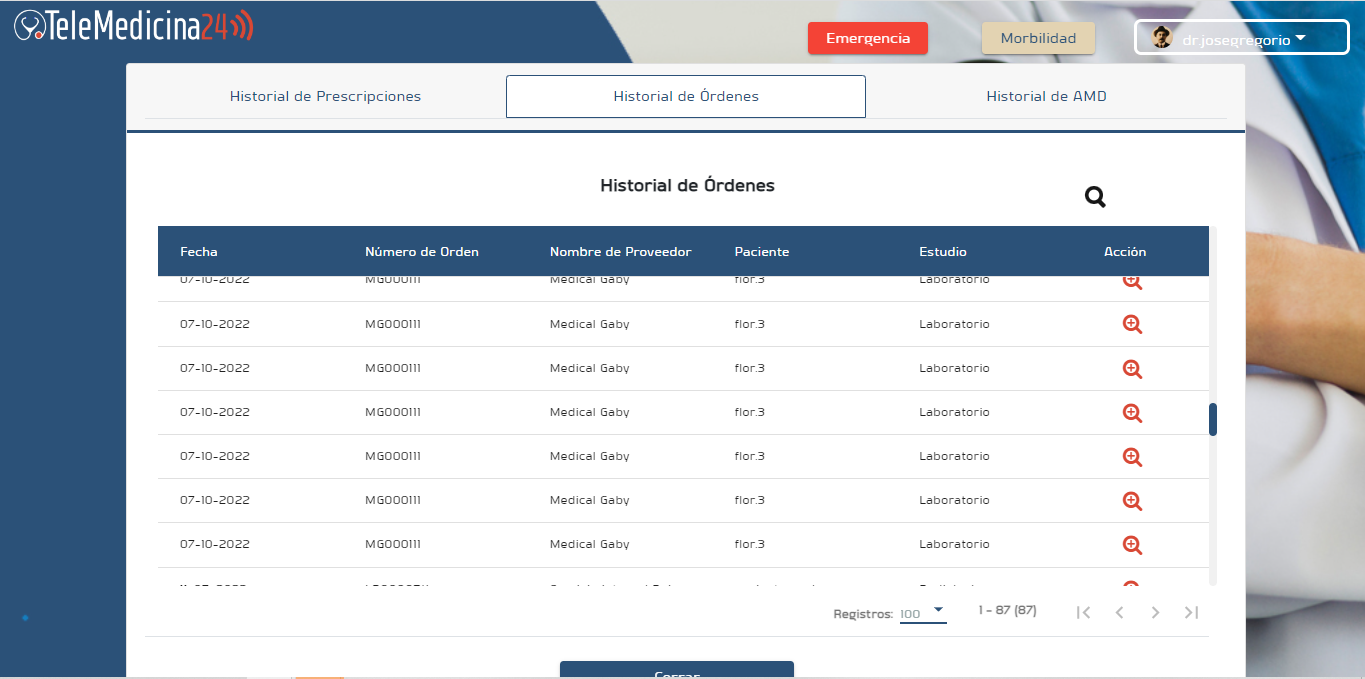 TeleMedicina24
Emergencia
Morbilidad
dr.josegregorio
Historial de Prescripciones
Historial de Órdenes
Historial de AMD
Historial de Órdenes
Fecha Número de Orden Nombre de Proveedor Paciente Estudio Acción
07-10-2022 MG000111 Medical Gaby flor.3 Laboratorio
07-10-2022 MG000111 Medical Gaby flor.3 Laboratorio
07-10-2022 MG000111 Medical Gaby flor.3 Laboratorio
07-10-2022 MG000111 Medical Gaby flor.3 Laboratorio
07-10-2022 MG000111 Medical Gaby flor.3 Laboratorio
07-10-2022 MG000111 Medical Gaby flor.3 Laboratorio
07-10-2022 MG000111 Medical Gaby flor.3 Laboratorio
Registros: 100 1 - 87 (87)
Cerrar